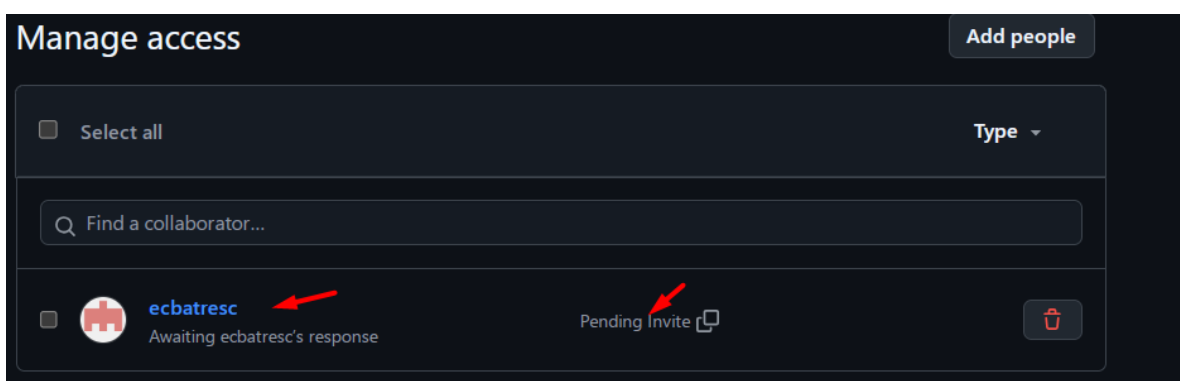 Manage access
Add people
Select all
Type
Find a collaborator...
ecbatresc
Awaiting ecbatresc's response
Pending Invite